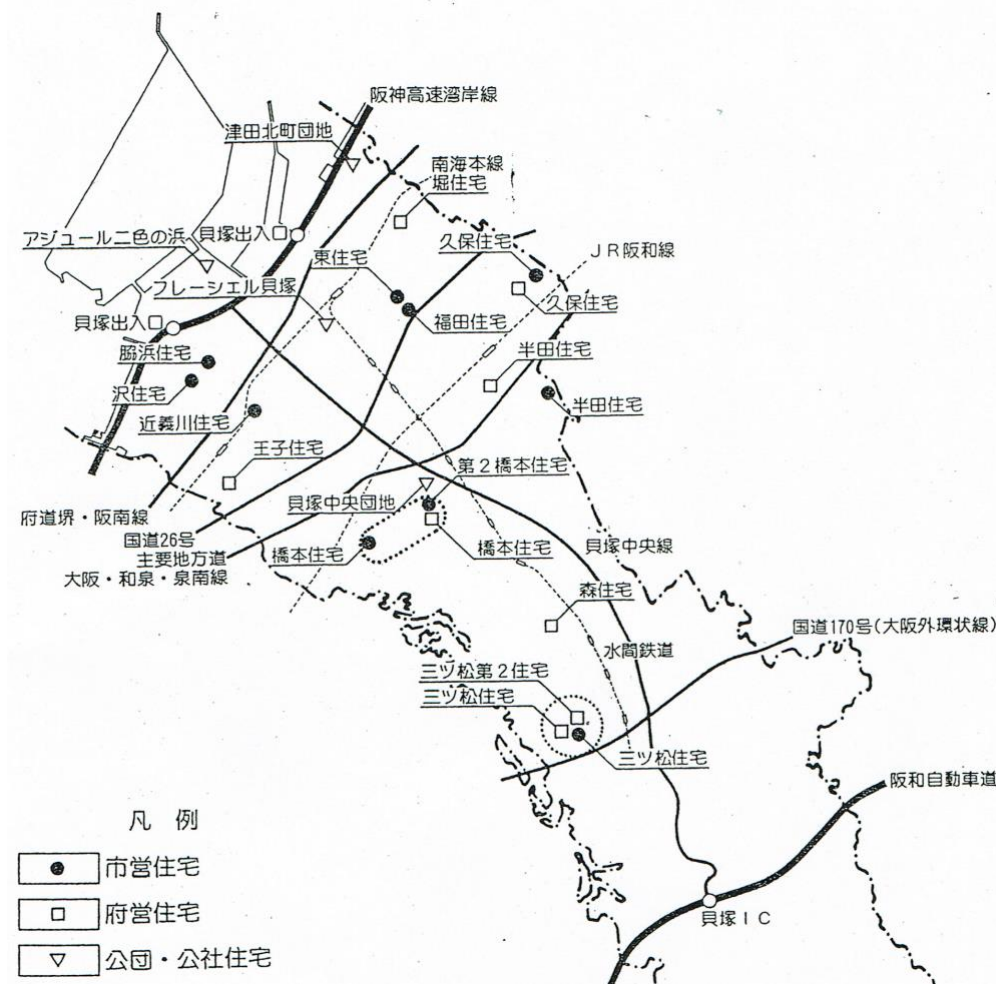 阪神高速湾岸線
津田北町団地
南海本線
堀住宅
アジュール二色の浜
貝塚出入口
久保住宅
JR阪和線
東住宅
フレーシェル貝塚
久保住宅
福田住宅
貝塚出入口
脇浜住宅
半田住宅
沢住宅
半田住宅
近義川住宅
王子住宅
第2橋本住宅
貝塚中央団地
府道堺・阪南線
国道26号
主要地方道
大阪・和泉・泉南線
橋本住宅
橋本住宅
貝塚中央線
森住宅
国道170号(大阪外環状線)
水間鉄道
三ツ松第2住宅
三ツ松住宅
三ツ松住宅
阪和自動車道
貝塚IC
凡例
市営住宅
府営住宅
公団・公社住宅